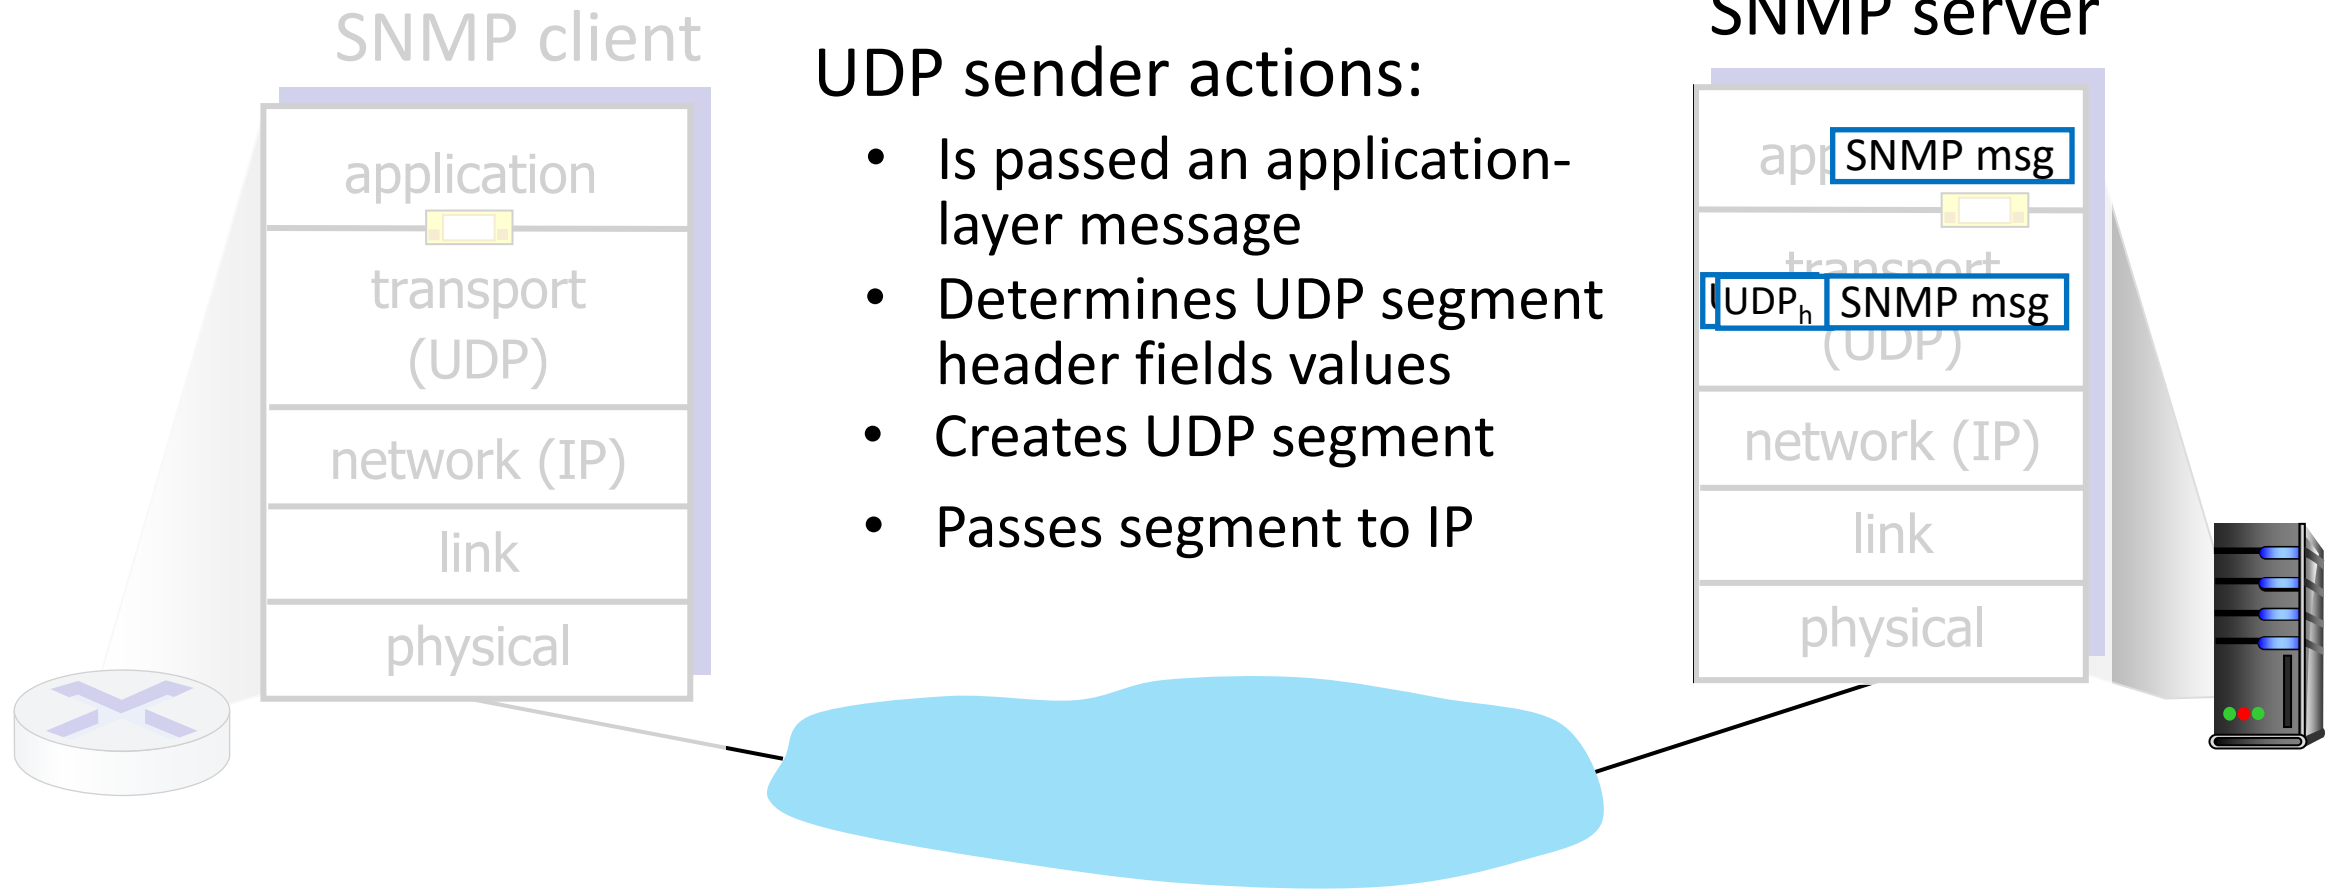 SNMP client
application
transport
(UDP)
network (IP)
link
physical
UDP sender actions:
• Is passed an application-
layer message
• Determines UDP segment
header fields values
• Creates UDP segment
• Passes segment to IP
SNMP server
SNMP msg
transport
UDPh SNMP msg
(UDP)
network (IP)
link
physical